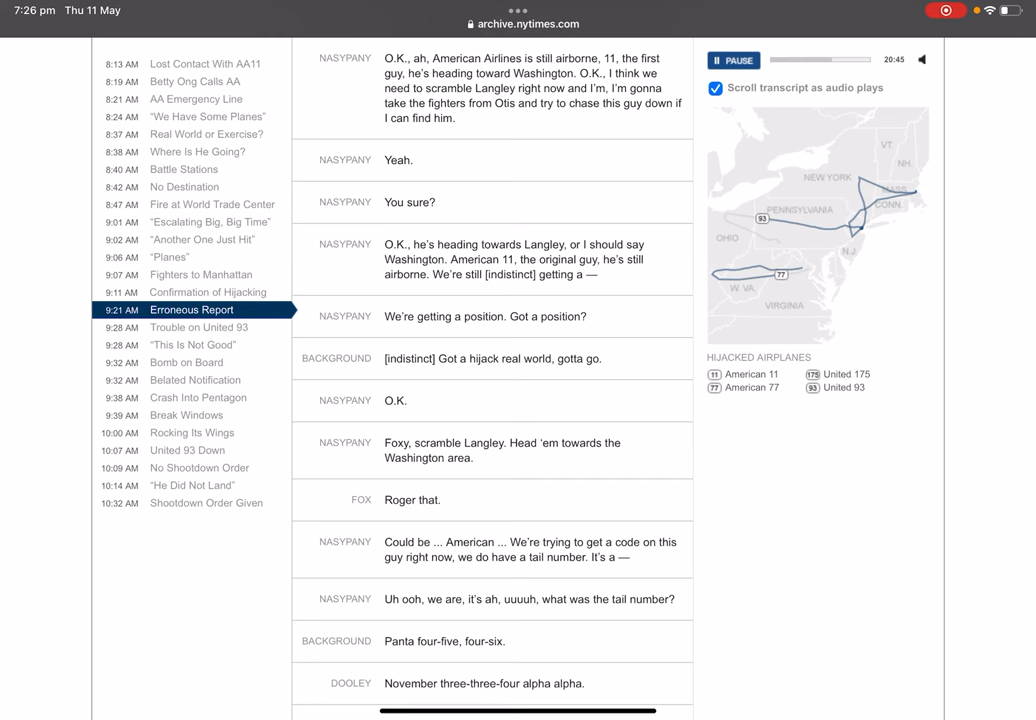 7:26 pm Thu 11 May
archive.nytimes.com
8:13 AM Lost Contact With AA11
8:19 AM Betty Ong Calls AA
8:21 AM AA Emergency Line
8:24 AM “We Have Some Planes”
8:37 AM Real World or Exercise?
8:38 AM Where Is He Going?
8:40 AM Battle Stations
8:42 AM No Destination
8:47 AM Fire at World Trade Center
9:01 AM “Escalating Big, Big Time”
9:02 AM “Another One Just Hit”
9:06 AM “Planes”
9:07 AM Fighters to Manhattan
9:11 AM Confirmation of Hijacking
9:21 AM Erroneous Report
9:28 AM Trouble on United 93
9:28 AM “This Is Not Good”
9:32 AM Bomb on Board
9:32 AM Belated Notification
9:38 AM Crash Into Pentagon
9:39 AM Break Windows
10:00 AM Rocking Its Wings
10:07 AM United 93 Down
10:09 AM No Shootdown Order
10:14 AM “He Did Not Land”
10:32 AM Shootdown Order Given
NASYPANY O.K., ah, American Airlines is still airborne, 11, the first
guy, he’s heading toward Washington. O.K., I think we
need to scramble Langley right now and I’m, I’m gonna
take the fighters from Otis and try to chase this guy down if
I can find him.
NASYPANY Yeah.
NASYPANY You sure?
NASYPANY O.K., he’s heading towards Langley, or I should say
Washington. American 11, the original guy, he’s still
airborne. We’re still [indistinct] getting a —
NASYPANY We’re getting a position. Got a position?
BACKGROUND [indistinct] Got a hijack real world, gotta go.
NASYPANY O.K.
NASYPANY Foxy, scramble Langley. Head ‘em towards the
Washington area.
FOX Roger that.
NASYPANY Could be ... American ... We’re trying to get a code on this
guy right now, we do have a tail number. It’s a —
NASYPANY Uh ooh, we are, it’s ah, uuuuh, what was the tail number?
BACKGROUND Panta four-five, four-six.
DOOLEY November three-three-four alpha alpha.
PAUSE 20:45
Scroll transcript as audio plays
VT.
NH.
NEW YORK
MASS.
CONN.
PENNSYLVANIA
93
OHIO
N.J.
77
W. VA.
VIRGINIA
HIJACKED AIRPLANES
11 American 11 175 United 175
77 American 77 93 United 93